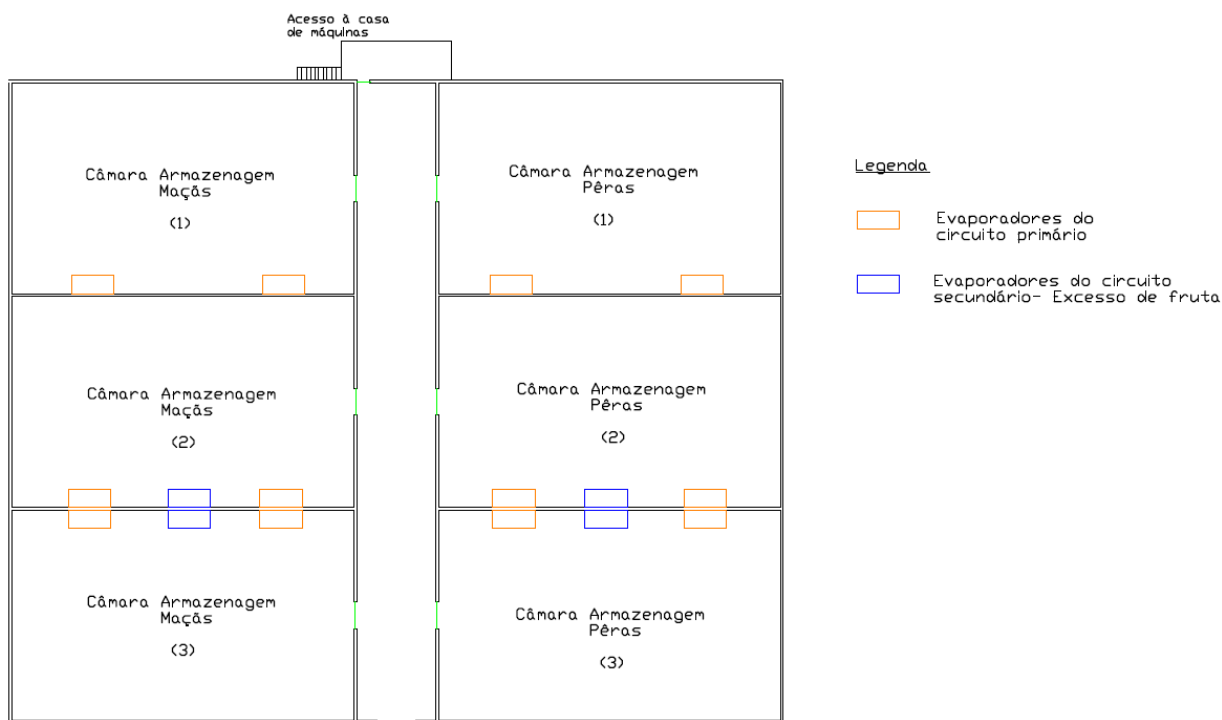 Acesso à casa
de máquinas
Câmara Armazenagem
Maçãs
(1)
Câmara Armazenagem
Pêras
(1)
Legenda
Evaporadores do
circuito primário
Evaporadores do circuito
secundário- Excesso de fruta
Câmara Armazenagem
Maçãs
(2)
Câmara Armazenagem
Pêras
(2)
Câmara Armazenagem
Maçãs
(3)
Câmara Armazenagem
Pêras
(3)